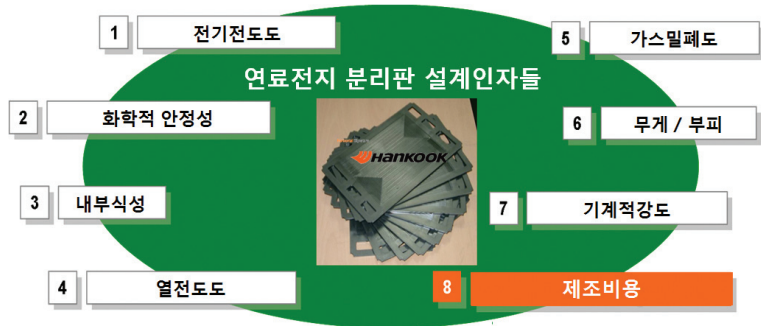 1 전기전도도
5 가스밀폐도
연료전지 분리판 설계인자들
2 화학적 안정성
6 무게 / 부피
HANKOOK
3 내부식성
7 기계적강도
4 열전도도
8 제조비용